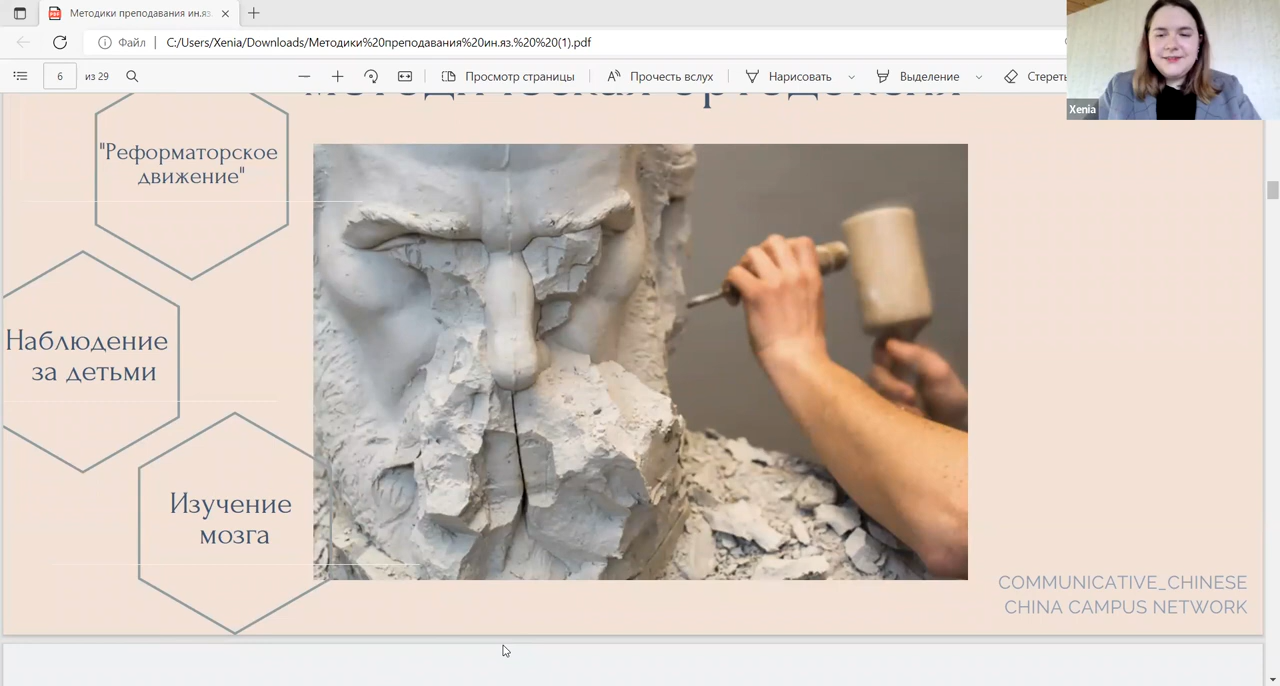 Методики преподавания ин.яз.
Файл
C:/Users/Xenia/Downloads/Методики%20преподавания%20ин.яз.%20%20(1).pdf
6
из 29
Просмотр страницы
Прочесть вслух
Нарисовать
Выделение
Стереть
Xenia
методическая ортодоксия
"Реформаторское
движение"
Наблюдение
за детьми
Изучение
мозга
COMMUNICATIVE_CHINESE
CHINA CAMPUS NETWORK